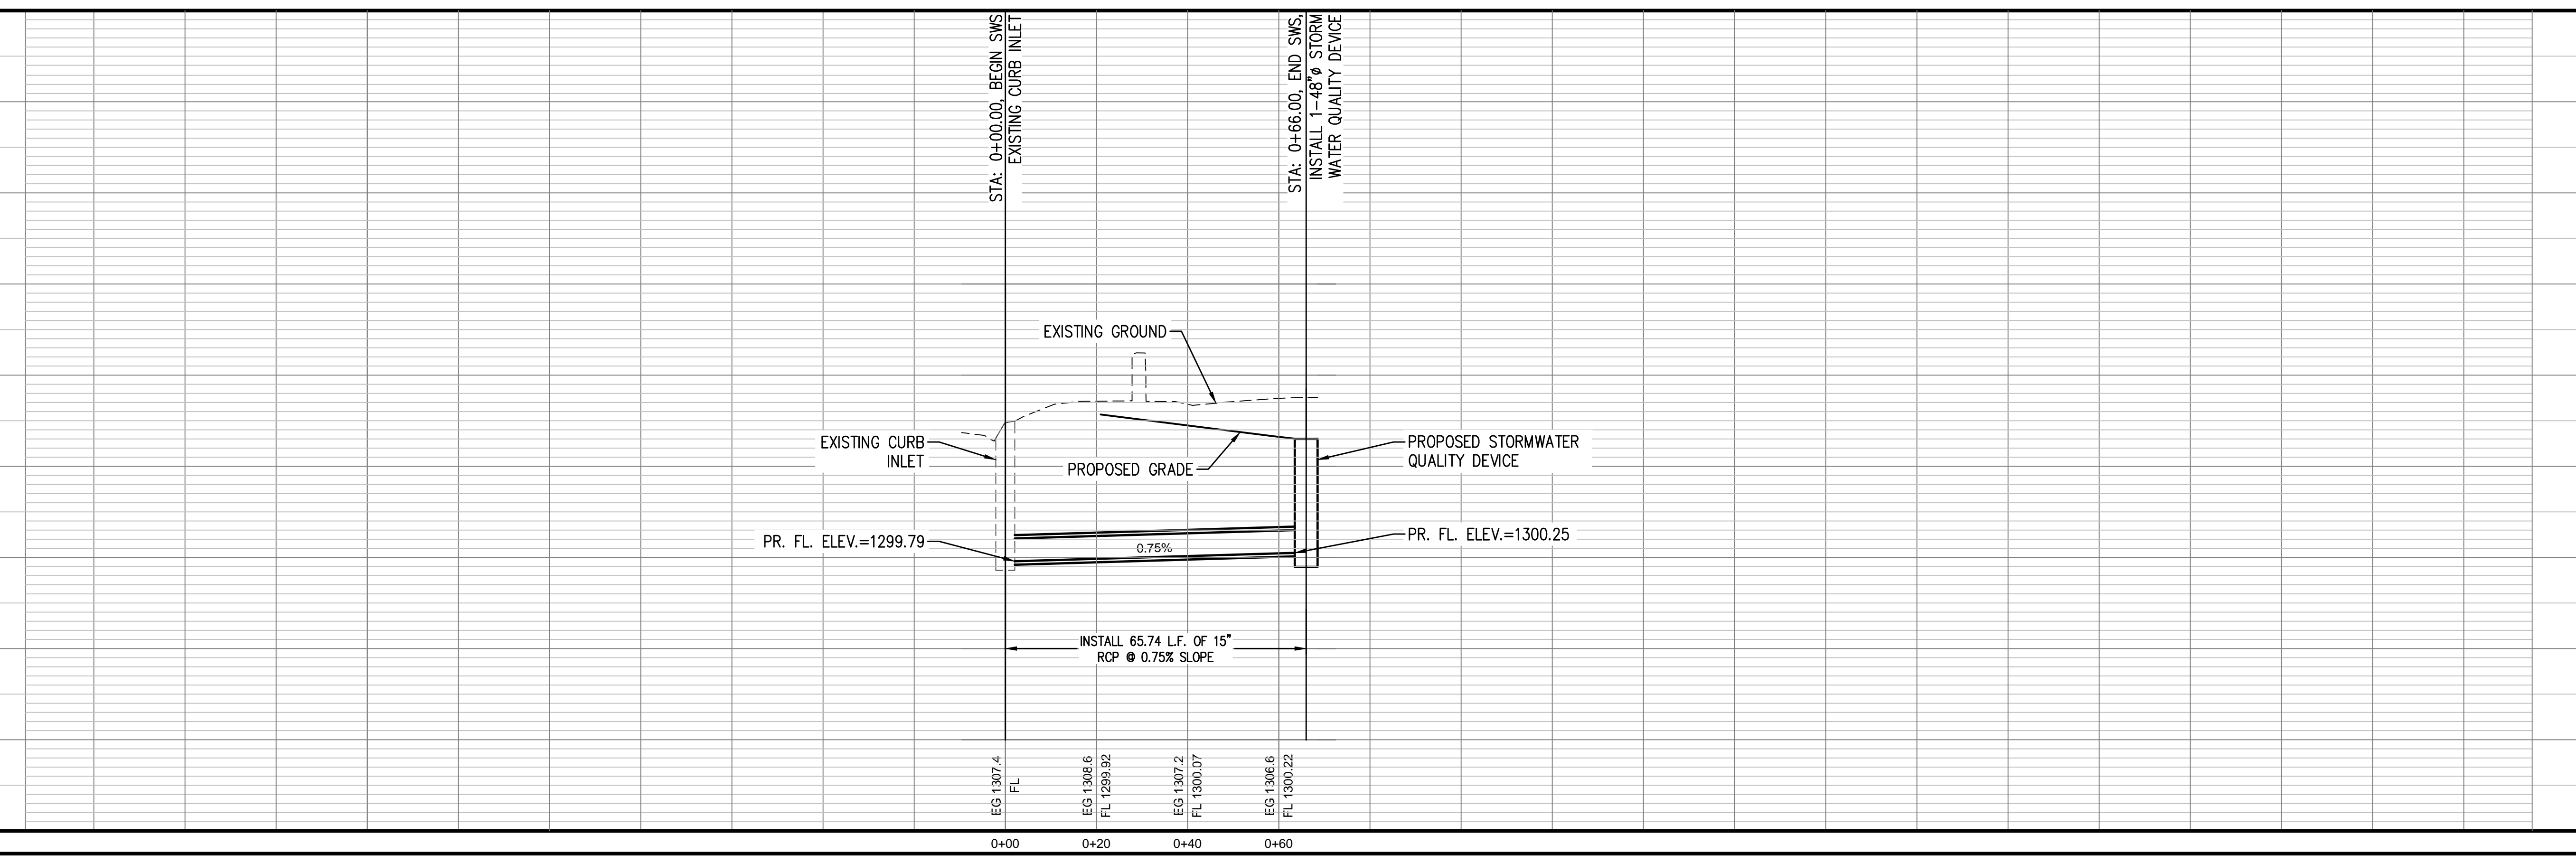 STA: 0+00.00, BEGIN SWS
EXISTING CURB INLET
STA: 0+66.00, END SWS,
INSTALL 1-48"ø STORM
WATER QUALITY DEVICE
EXISTING GROUND
EXISTING CURB
INLET
PROPOSED GRADE
PROPOSED STORMWATER
QUALITY DEVICE
PR. FL. ELEV.=1299.79
0.75%
PR. FL. ELEV.=1300.25
INSTALL 65.74 L.F. OF 15"
RCP @ 0.75% SLOPE
EG 1307.4
FL
EG 1308.6
FL 1299.92
EG 1307.2
FL 1300.07
EG 1306.6
FL 1300.22
0+00
0+20
0+40
0+60